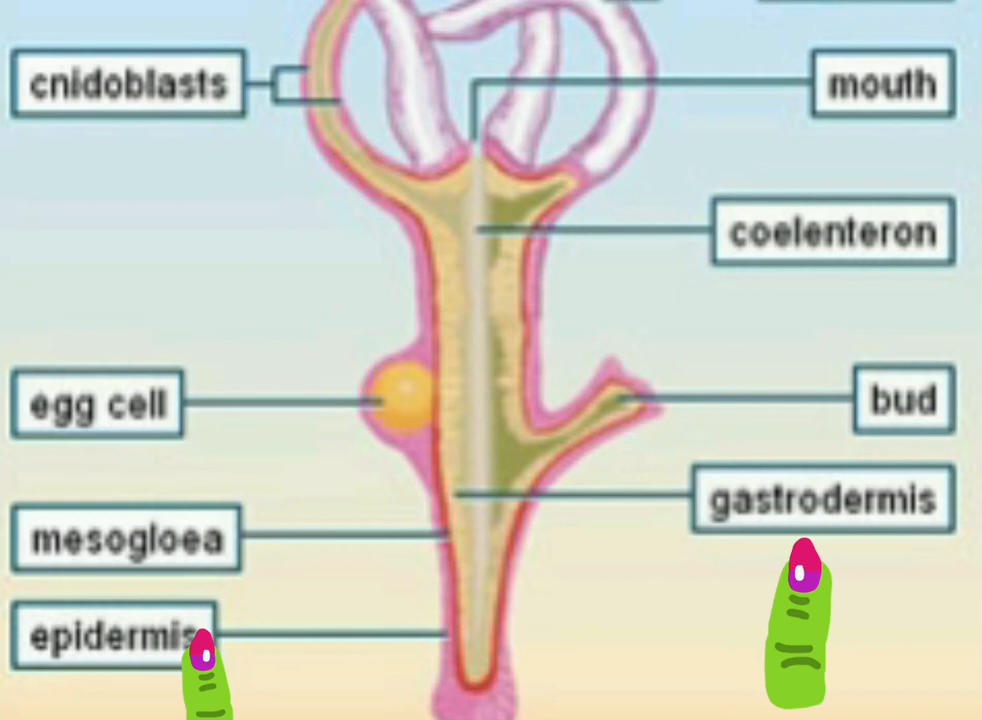 cnidoblasts
mouth
coelenteron
egg cell
bud
gastrodermis
mesogloea
epidermis